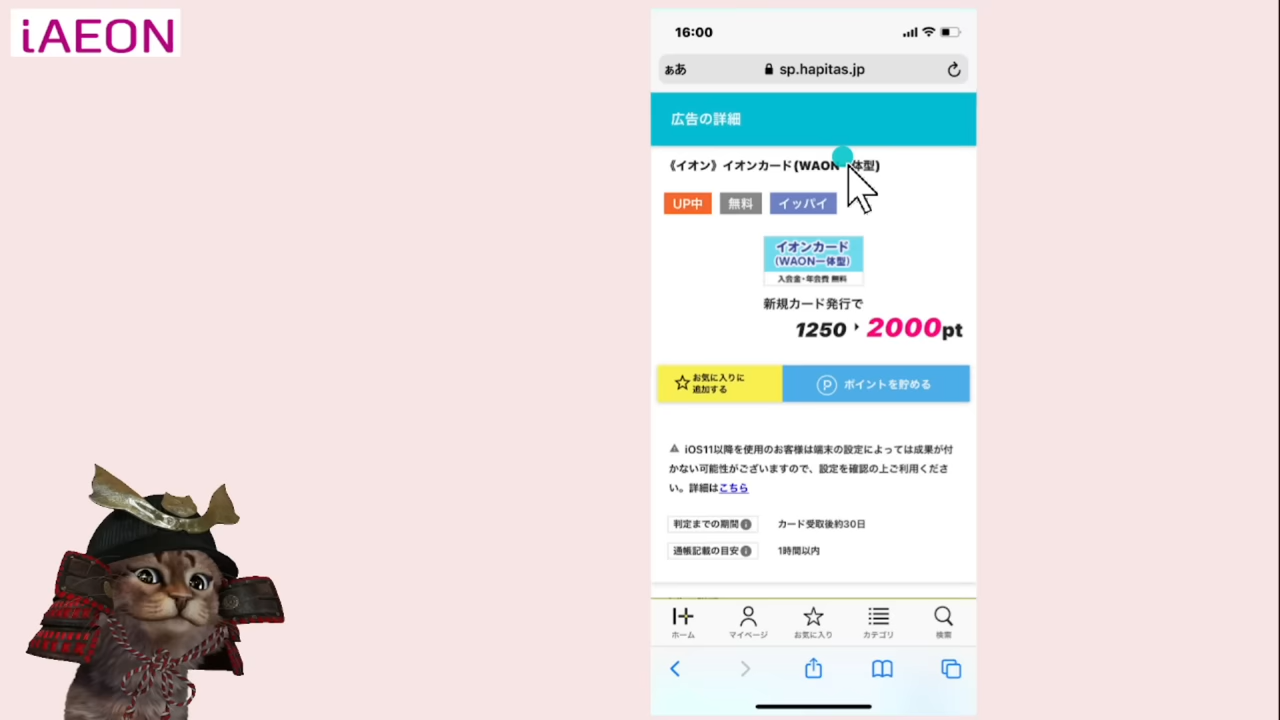 iAEON
16:00
ぁあ
sp.hapitas.jp
広告の詳細
《イオン》イオンカード(WAON一体型)
UP中
無料
イッパイ
イオンカード
(WAON一体型)
入会金・年会費 無料
新規カード発行で
1250 2000pt
お気に入りに
追加する
P ポイントを貯める
iOS11以降を使用のお客様は端末の設定によっては成果が付
かない可能性がございますので、設定を確認の上ご利用くださ
い。詳細はこちら
判定までの期間 カード受取後約30日
通帳記載の目安 1時間以内
ホーム
マイページ
お気に入り
カテゴリ
検索